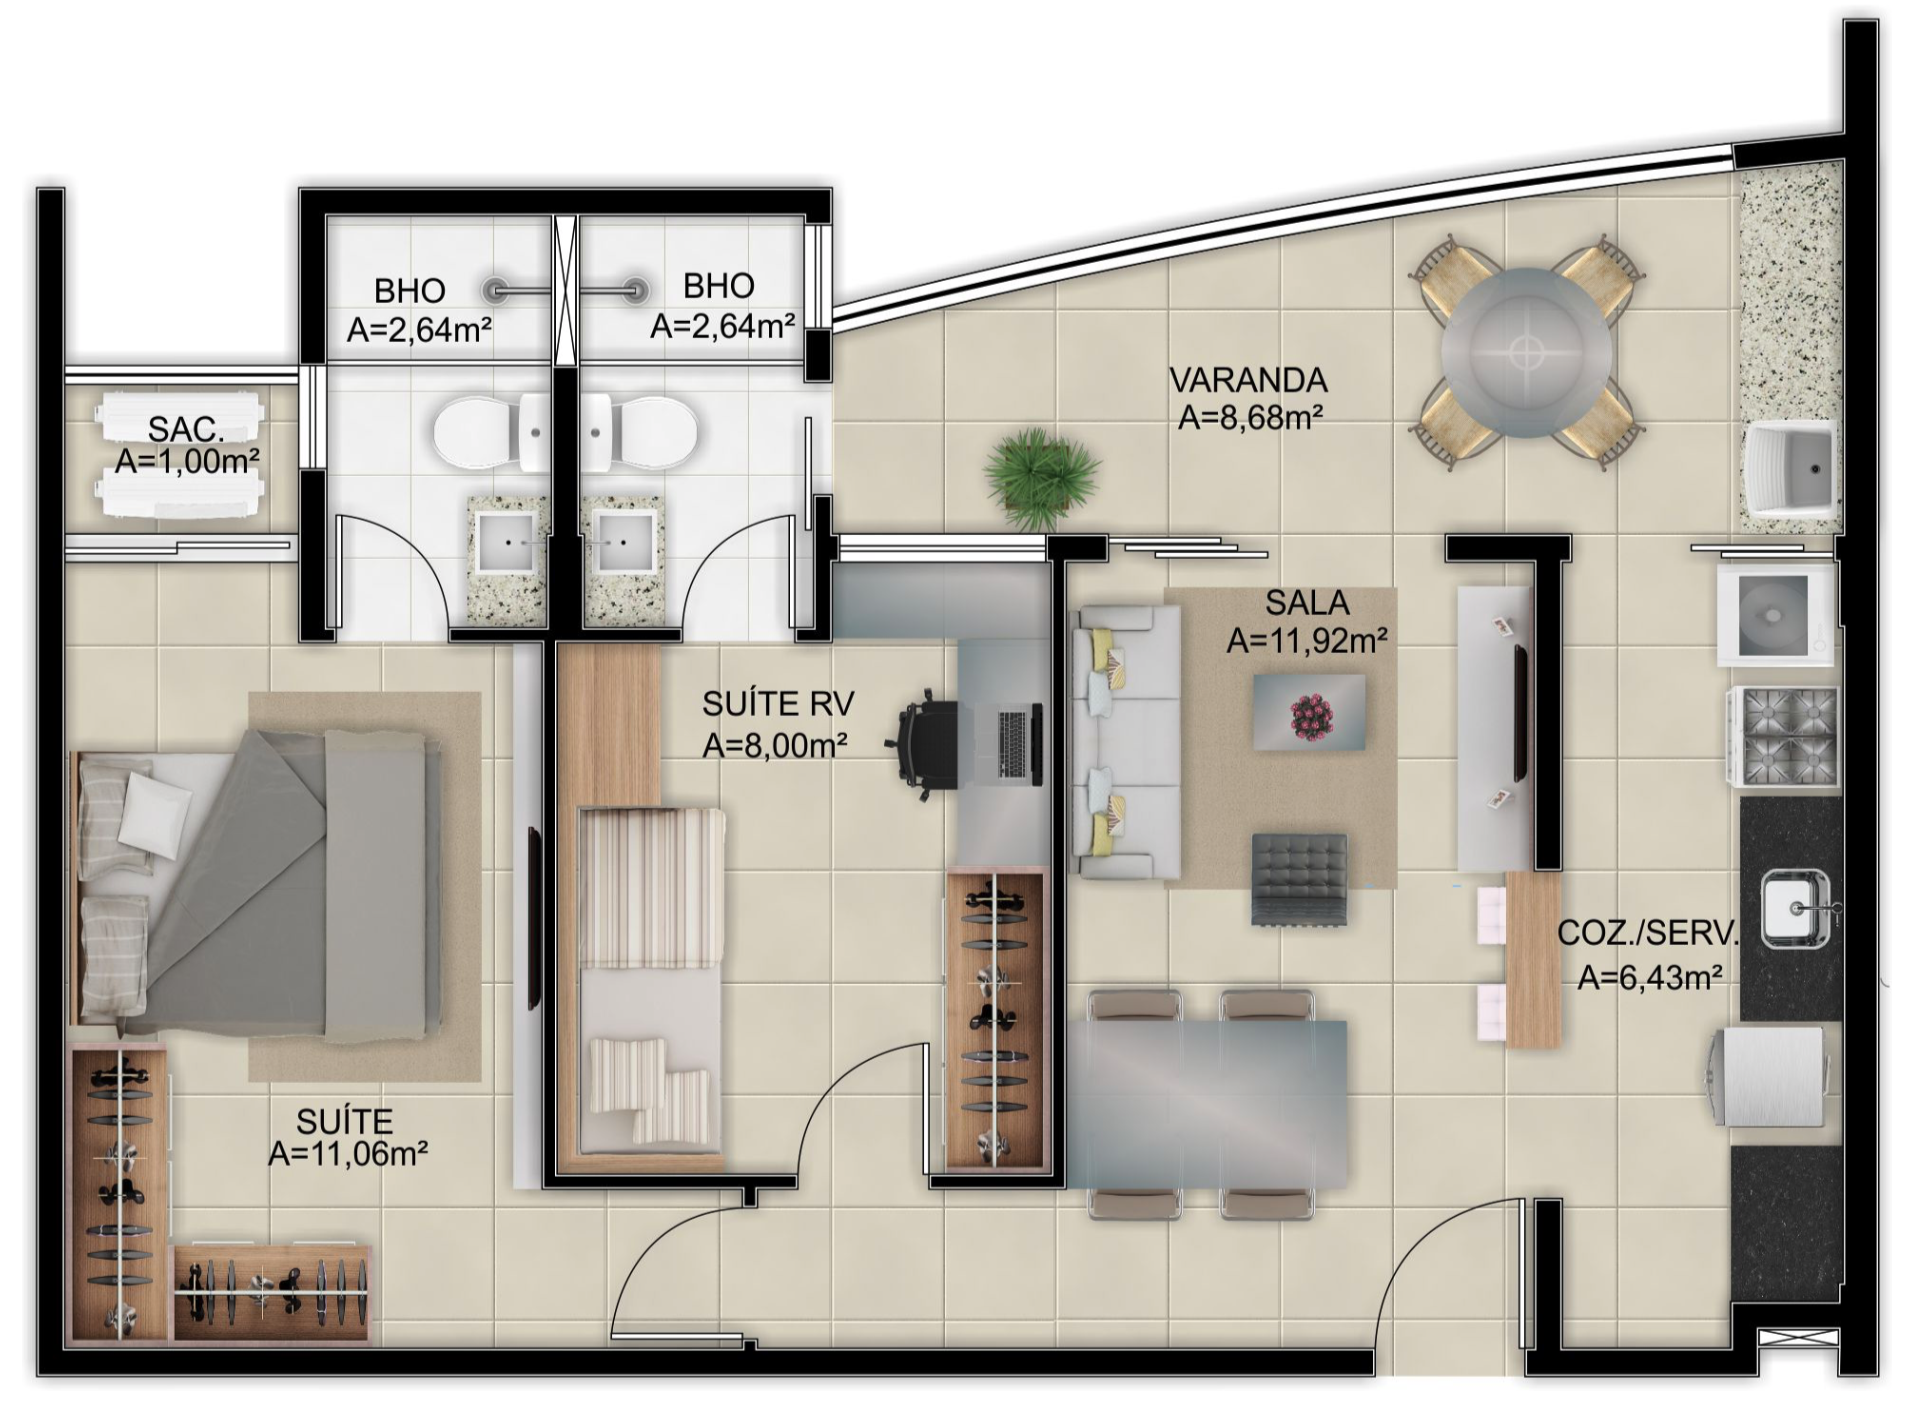 BHO
A=2,64m²
BHO
A=2,64m²
VARANDA
A=8,68m²
SAC.
A=1,00m²
SALA
A=11,92m²
SUÍTE RV
A=8,00m²
COZ./SERV.
A=6,43m²
SUÍTE
A=11,06m²